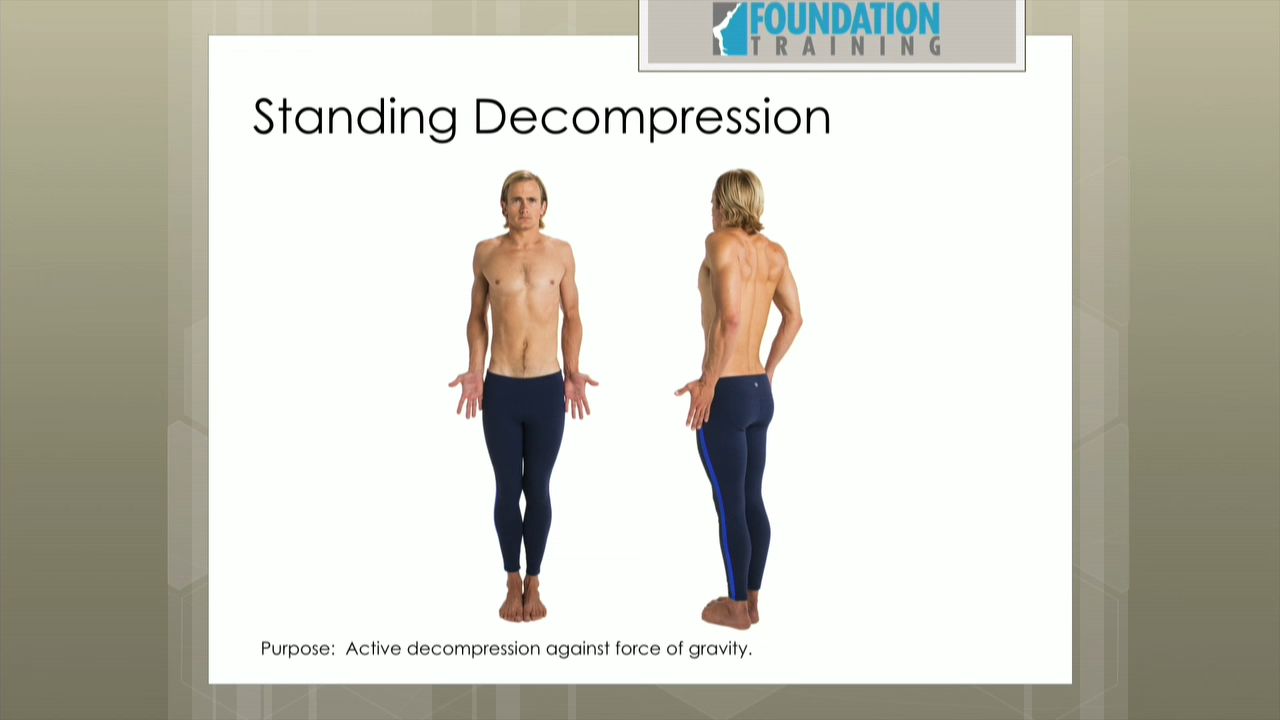 FOUNDATION
TRAINING
Standing Decompression
Purpose: Active decompression against force of gravity.